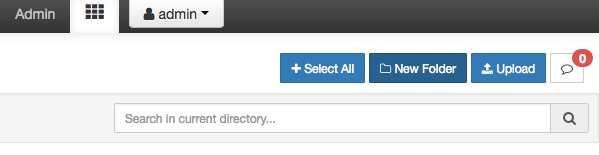 Admin admin
Select All New Folder Upload 0
Search in current directory...